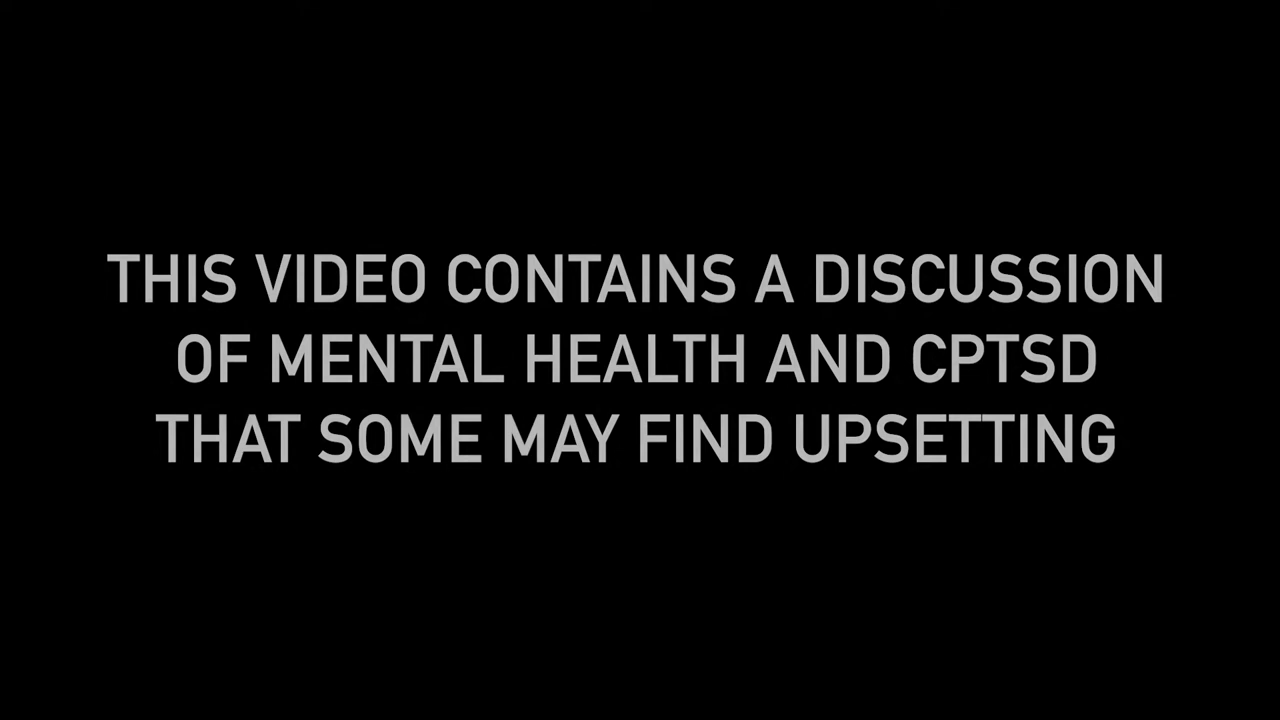 THIS VIDEO CONTAINS A DISCUSSION
OF MENTAL HEALTH AND CPTSD
THAT SOME MAY FIND UPSETTING